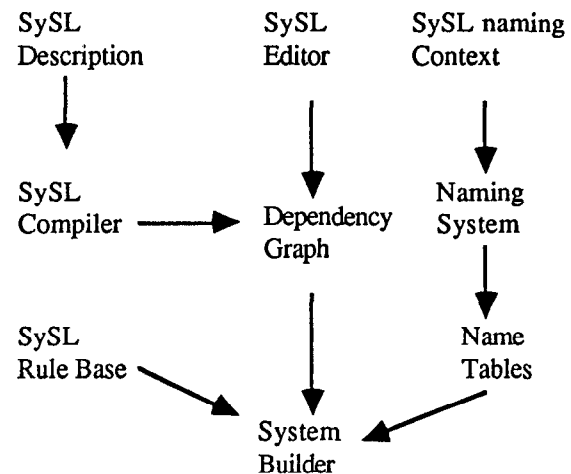 SySL
Description
SySL
Editor
SySL naming
Context
SySL
Compiler
Dependency
Graph
Naming
System
SySL
Rule Base
Name
Tables
System
Builder